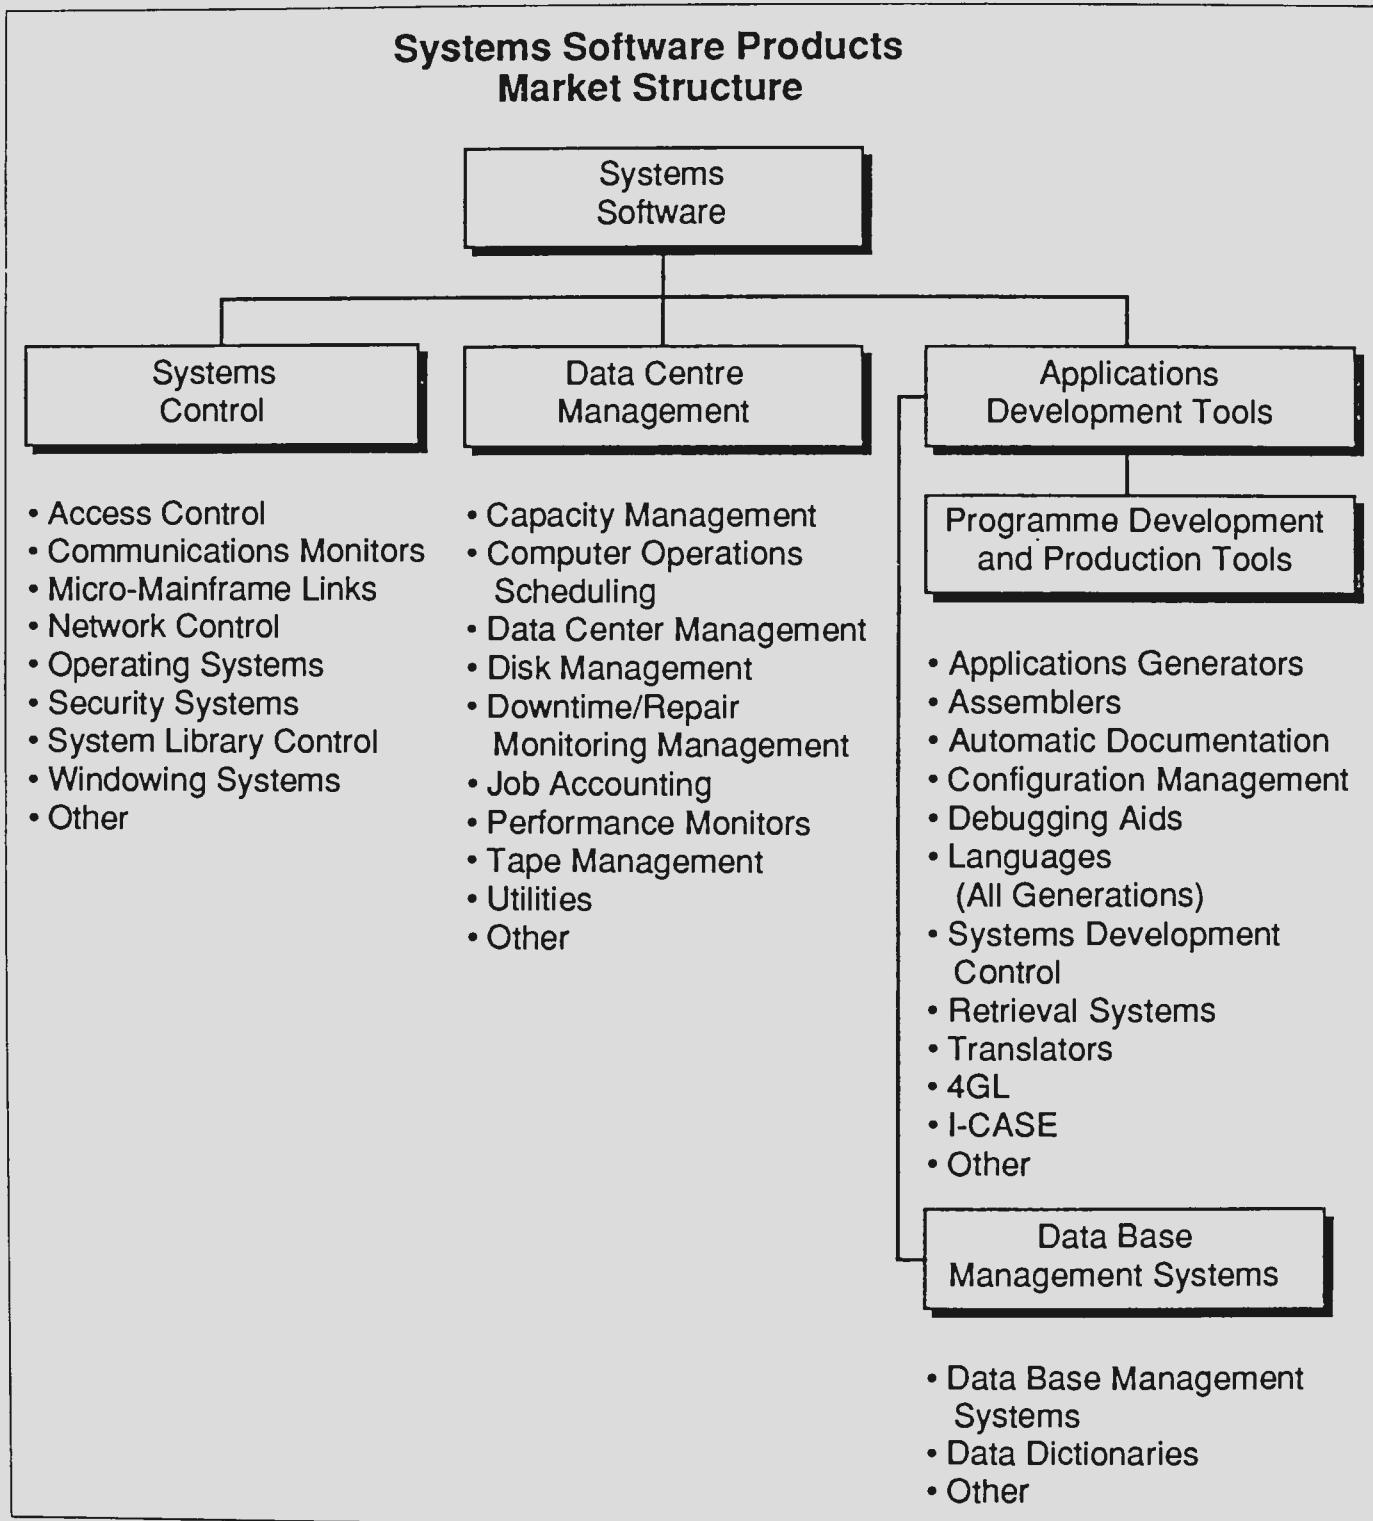 Systems Software Products
Market Structure
Systems
Software
Systems
Control
• Access Control
• Communications Monitors
• Micro-Mainframe Links
• Network Control
• Operating Systems
• Security Systems
• System Library Control
• Windowing Systems
• Other
Data Centre
Management
• Capacity Management
• Computer Operations
Scheduling
• Data Center Management
• Disk Management
• Downtime/Repair
Monitoring Management
• Job Accounting
• Performance Monitors
• Tape Management
• Utilities
• Other
Applications
Development Tools
Programme Development
and Production Tools
• Applications Generators
• Assemblers
• Automatic Documentation
• Configuration Management
• Debugging Aids
• Languages
(All Generations)
• Systems Development
Control
• Retrieval Systems
• Translators
• 4GL
• I-CASE
• Other
Data Base
Management Systems
• Data Base Management
Systems
• Data Dictionaries
• Other